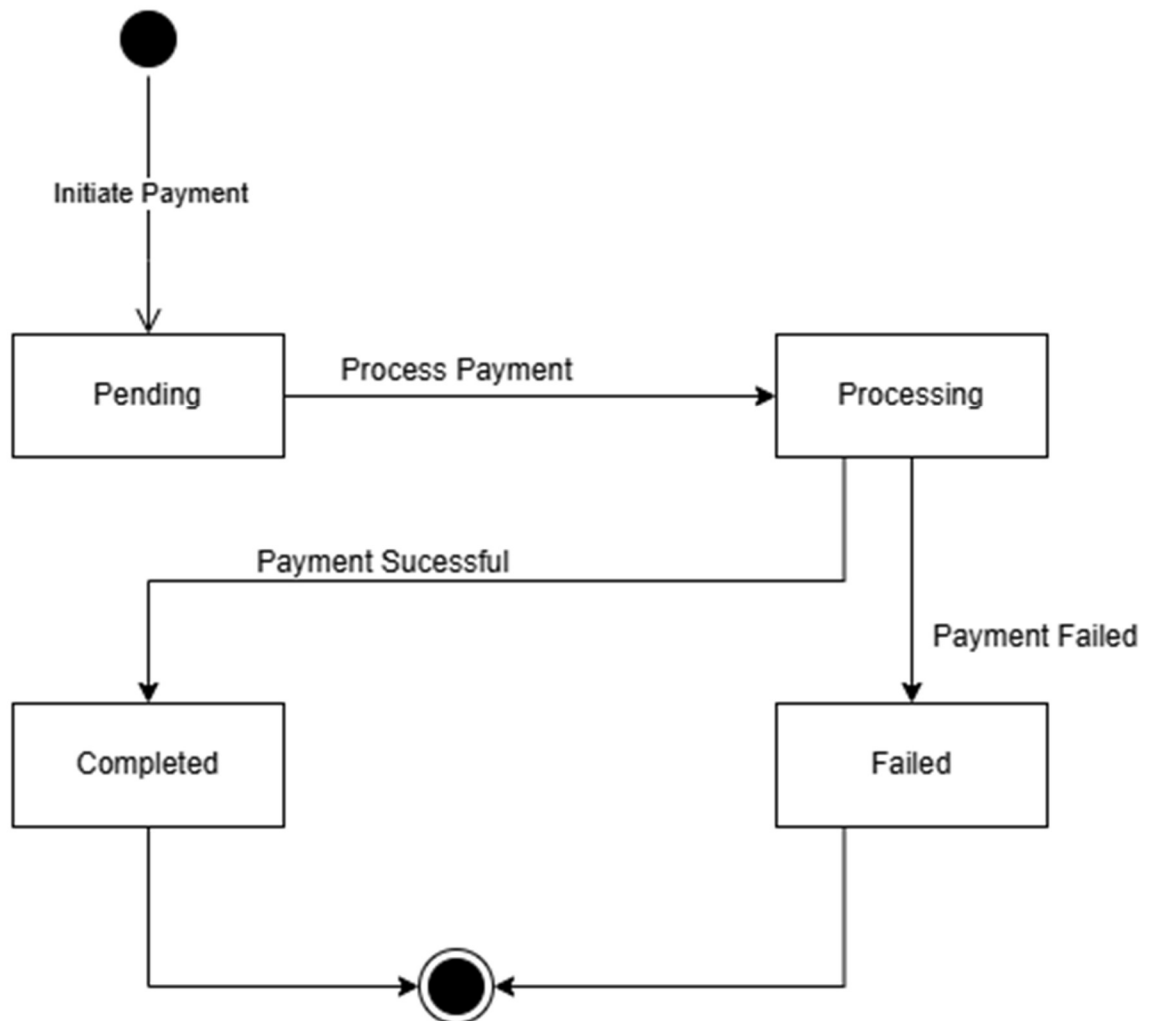 Initiate Payment
Pending
Process Payment
Processing
Payment Sucessful
Payment Failed
Completed
Failed